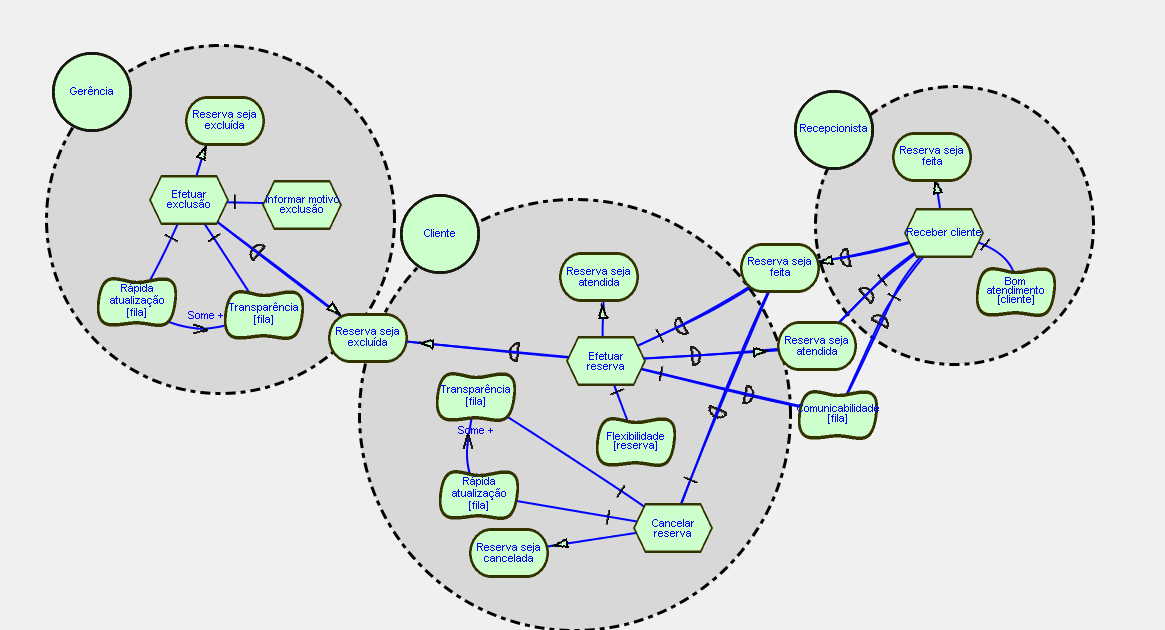 Gerência
Reserva seja
excluída
Efetuar
exclusão
Informar motivo
exclusão
Rápida
atualização
[fila]
Some +
Transparência
[fila]
Reserva seja
excluída
Cliente
Reserva seja
atendida
Efetuar
reserva
Transparência
[fila]
Some +
Flexibilidade
[reserva]
Rápida
atualização
[fila]
Cancelar
reserva
Reserva seja
cancelada
Reserva seja
feita
Reserva seja
atendida
Comunicabilidade
[fila]
Recepcionista
Reserva seja
feita
Receber cliente
Bom
atendimento
[cliente]